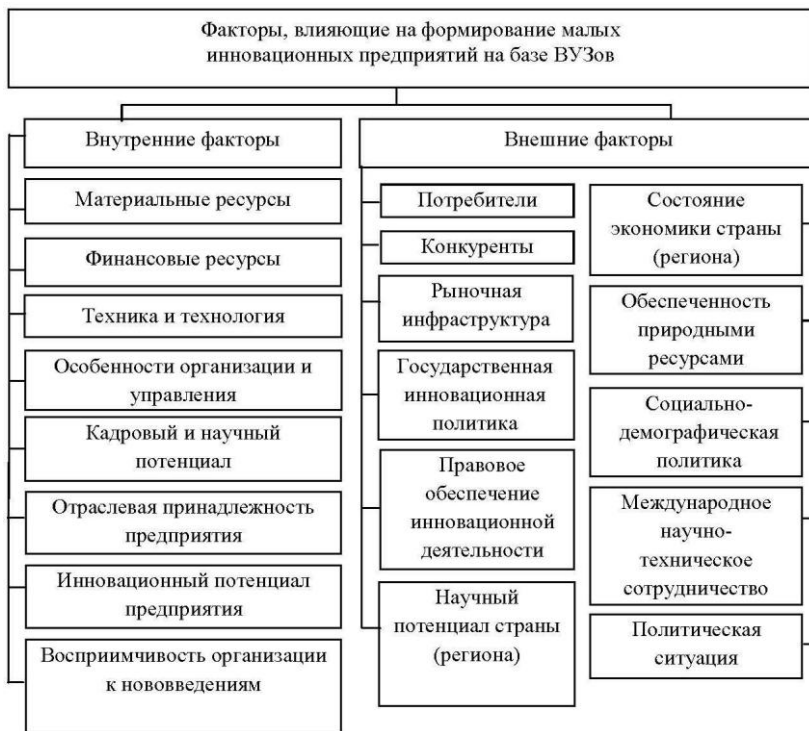 Факторы, влияющие на формирование малых
инновационных предприятий на базе ВУЗов
Внутренние факторы
Материальные ресурсы
Финансовые ресурсы
Техника и технология
Особенности организации и
управления
Кадровый и научный
потенциал
Отраслевая принадлежность
предприятия
Инновационный потенциал
предприятия
Восприимчивость организации
к нововведениям
Внешние факторы
Потребители
Конкуренты
Рыночная
инфраструктура
Государственная
инновационная
политика
Правовое
обеспечение
инновационной
деятельности
Научный
потенциал страны
(региона)
Состояние
экономики страны
(региона)
Обеспеченность
природными
ресурсами
Социально-
демографическая
политика
Международное
научно-
техническое
сотрудничество
Политическая
ситуация